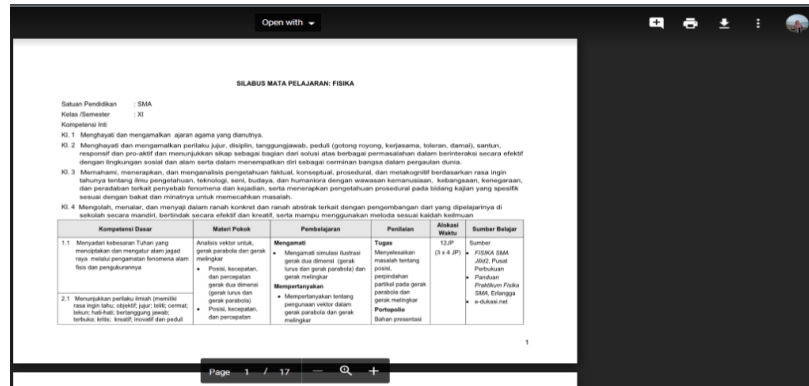 Open with
SILABUS MATA PELAJARAN: FISIKA
Satuan Pendidikan : SMA
Kelas /Semester : XI
Kompetensi Inti
KI. 1 Menghayati dan mengamalkan ajaran agama yang dianutnya.
KI. 2 Menghayati dan mengamalkan perilaku jujur, disiplin, tanggungjawab, peduli (gotong royong, kerjasama, toleran, damai), santun,
responsif dan pro-aktif dan menunjukkan sikap sebagai bagian dari solusi atas berbagai permasalahan dalam berinteraksi secara efektif
dengan lingkungan sosial dan alam serta dalam menempatkan diri sebagai cerminan bangsa dalam pergaulan dunia.
KI. 3 Memahami, menerapkan, dan menganalisis pengetahuan faktual, konseptual, prosedural, dan metakognitif berdasarkan rasa ingin
tahunya tentang ilmu pengetahuan, teknologi, seni, budaya, dan humaniora dengan wawasan kemanusiaan, kebangsaan, kenegaraan,
dan peradaban terkait penyebab fenomena dan kejadian, serta menerapkan pengetahuan prosedural pada bidang kajian yang spesifik
sesuai dengan bakat dan minatnya untuk memecahkan masalah.
KI. 4 Mengolah, menalar, dan menyaji dalam ranah konkret dan ranah abstrak terkait dengan pengembangan dari yang dipelajarinya di
sekolah secara mandiri, bertindak secara efektif dan kreatif, serta mampu menggunakan metoda sesuai kaidah keilmuan
Kompetensi Dasar
Materi Pokok
Pembelajaran
Penilaian
Alokasi
Waktu
Sumber Belajar
1.1 Menyadari kebesaran Tuhan yang
menciptakan dan mengatur alam jagad
raya melalui pengamatan fenomena alam
fisis dan pengukurannya
2.1 Menunjukkan perilaku ilmiah (memiliki
rasa ingin tahu; objektif; jujur; teliti; cermat;
tekun; hati-hati; bertanggung jawab;
terbuka; kritis; kreatif; inovatif dan peduli
Analisis vektor untuk,
gerak parabola dan gerak
melingkar
• Posisi, kecepatan,
dan percepatan
gerak dua dimensi
(gerak lurus dan
gerak parabola)
• Posisi, kecepatan,
dan percepatan
Mengamati
• Mengamati simulasi ilustrasi
gerak dua dimensi (gerak
lurus dan gerak parabola) dan
gerak melingkar
Mempertanyakan
• Mempertanyakan tentang
pergunaan vektor dalam
gerak parabola dan gerak
melingkar
Tugas
Menyelesaikan
masalah tentang
posisi,
perpindahan
partikel pada gerak
parabola dan
gerak melingkar
Portopolio
Bahan presentasi
12JP
(3 x 4 JP)
Sumber
• FISIKA SMA
Jilid2, Pusat
Perbukuan
• Panduan
Praktikum Fisika
SMA, Erlangga
• e-dukasi.net
1
Page 1 / 17